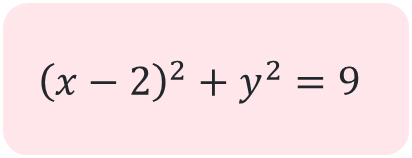 (x − 2)² + y² = 9